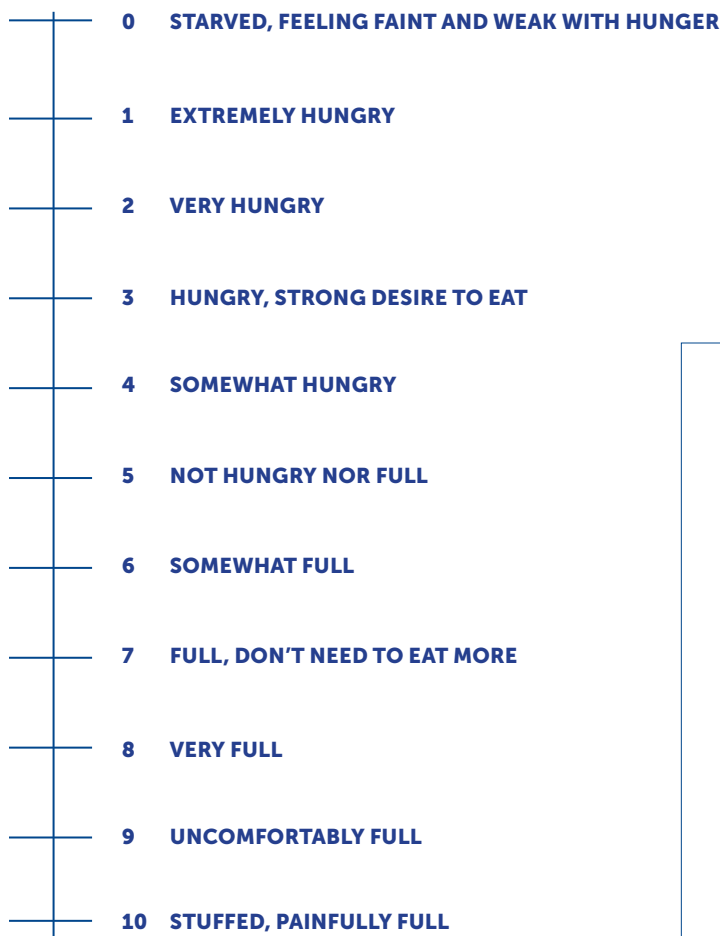 0 STARVED, FEELING FAINT AND WEAK WITH HUNGER
1 EXTREMELY HUNGRY
2 VERY HUNGRY
3 HUNGRY, STRONG DESIRE TO EAT
4 SOMEWHAT HUNGRY
5 NOT HUNGRY NOR FULL
6 SOMEWHAT FULL
7 FULL, DON'T NEED TO EAT MORE
8 VERY FULL
9 UNCOMFORTABLY FULL
10 STUFFED, PAINFULLY FULL